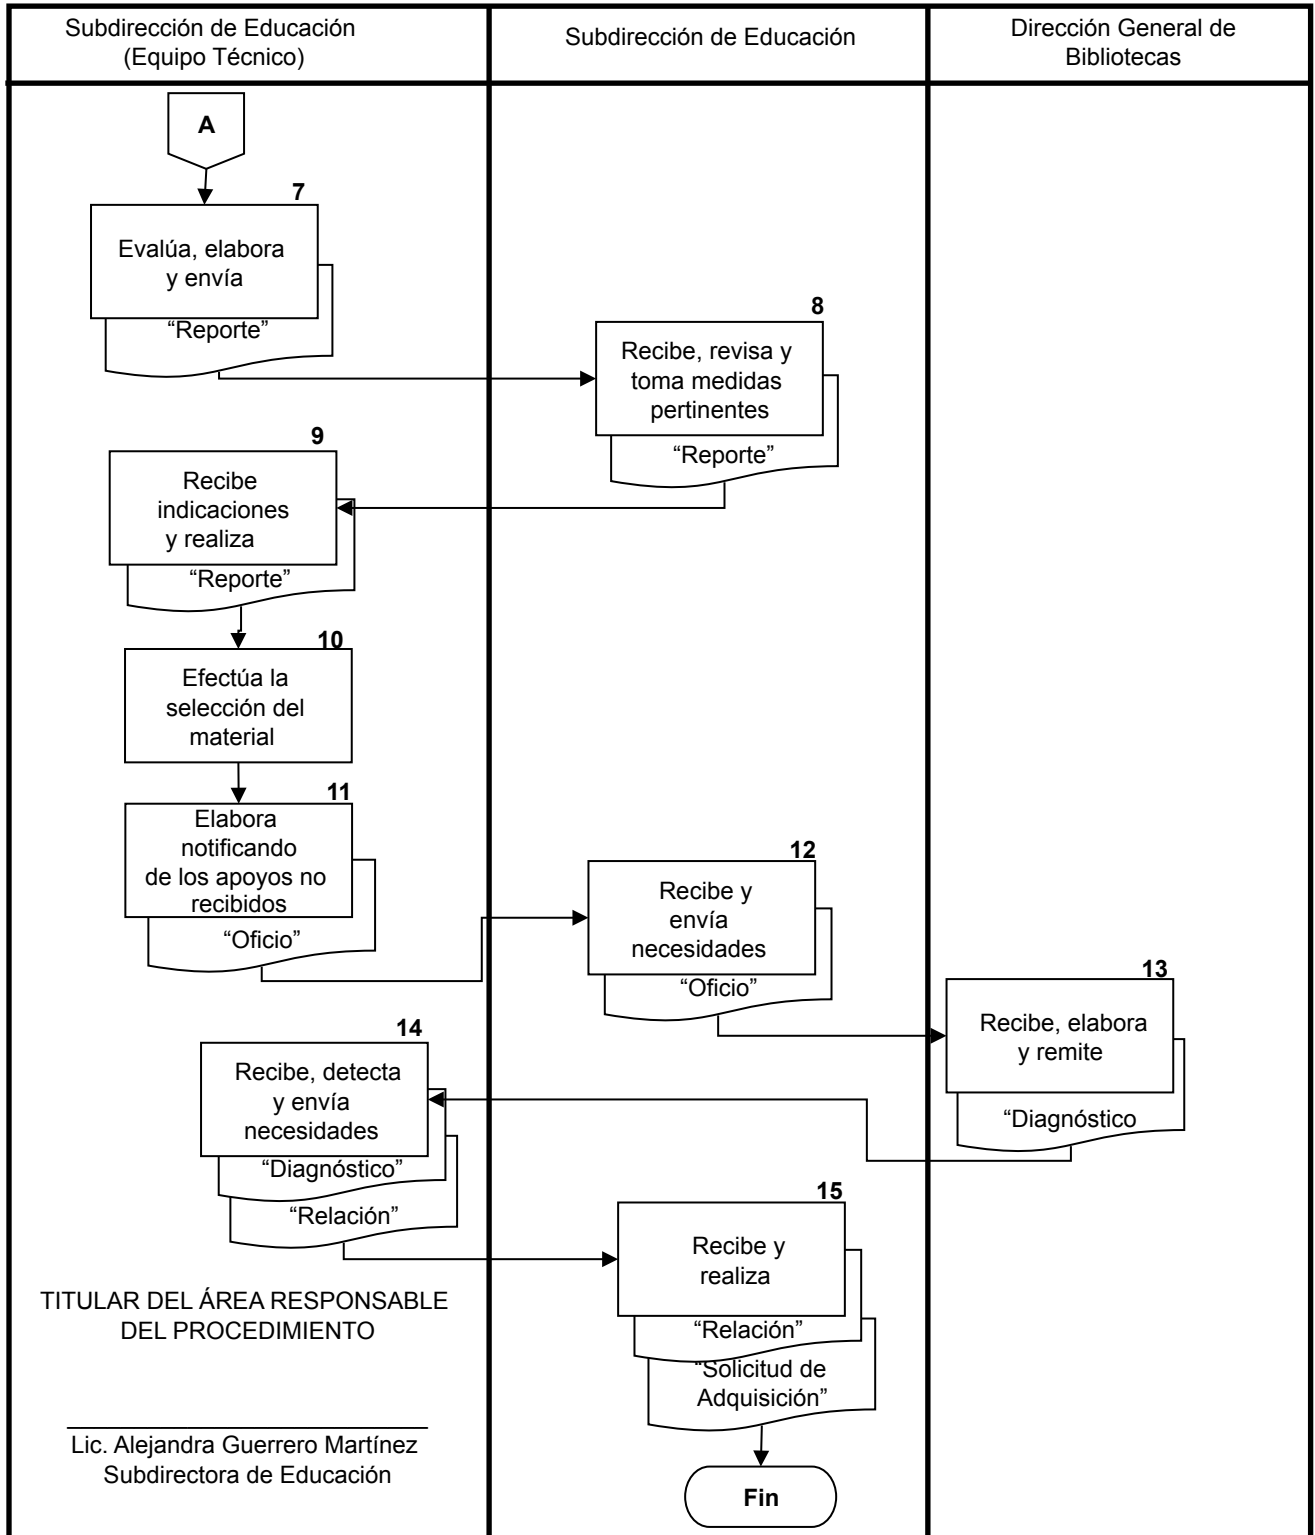 Subdirección de Educación
(Equipo Técnico)
Subdirección de Educación
Dirección General de
Bibliotecas
A
7
Evalúa, elabora
y envía
“Reporte”
8
Recibe, revisa y
toma medidas
pertinentes
“Reporte”
9
Recibe
indicaciones
y realiza
“Reporte”
10
Efectúa la
selección del
material
11
Elabora
notificando
de los apoyos no
recibidos
“Oficio”
12
Recibe y
envía
necesidades
“Oficio”
13
Recibe, elabora
y remite
“Diagnóstico
14
Recibe, detecta
y envía
necesidades
“Diagnóstico”
“Relación”
15
Recibe y
realiza
“Relación”
“Solicitud de
Adquisición”
Fin
TITULAR DEL ÁREA RESPONSABLE
DEL PROCEDIMIENTO
Lic. Alejandra Guerrero Martínez
Subdirectora de Educación